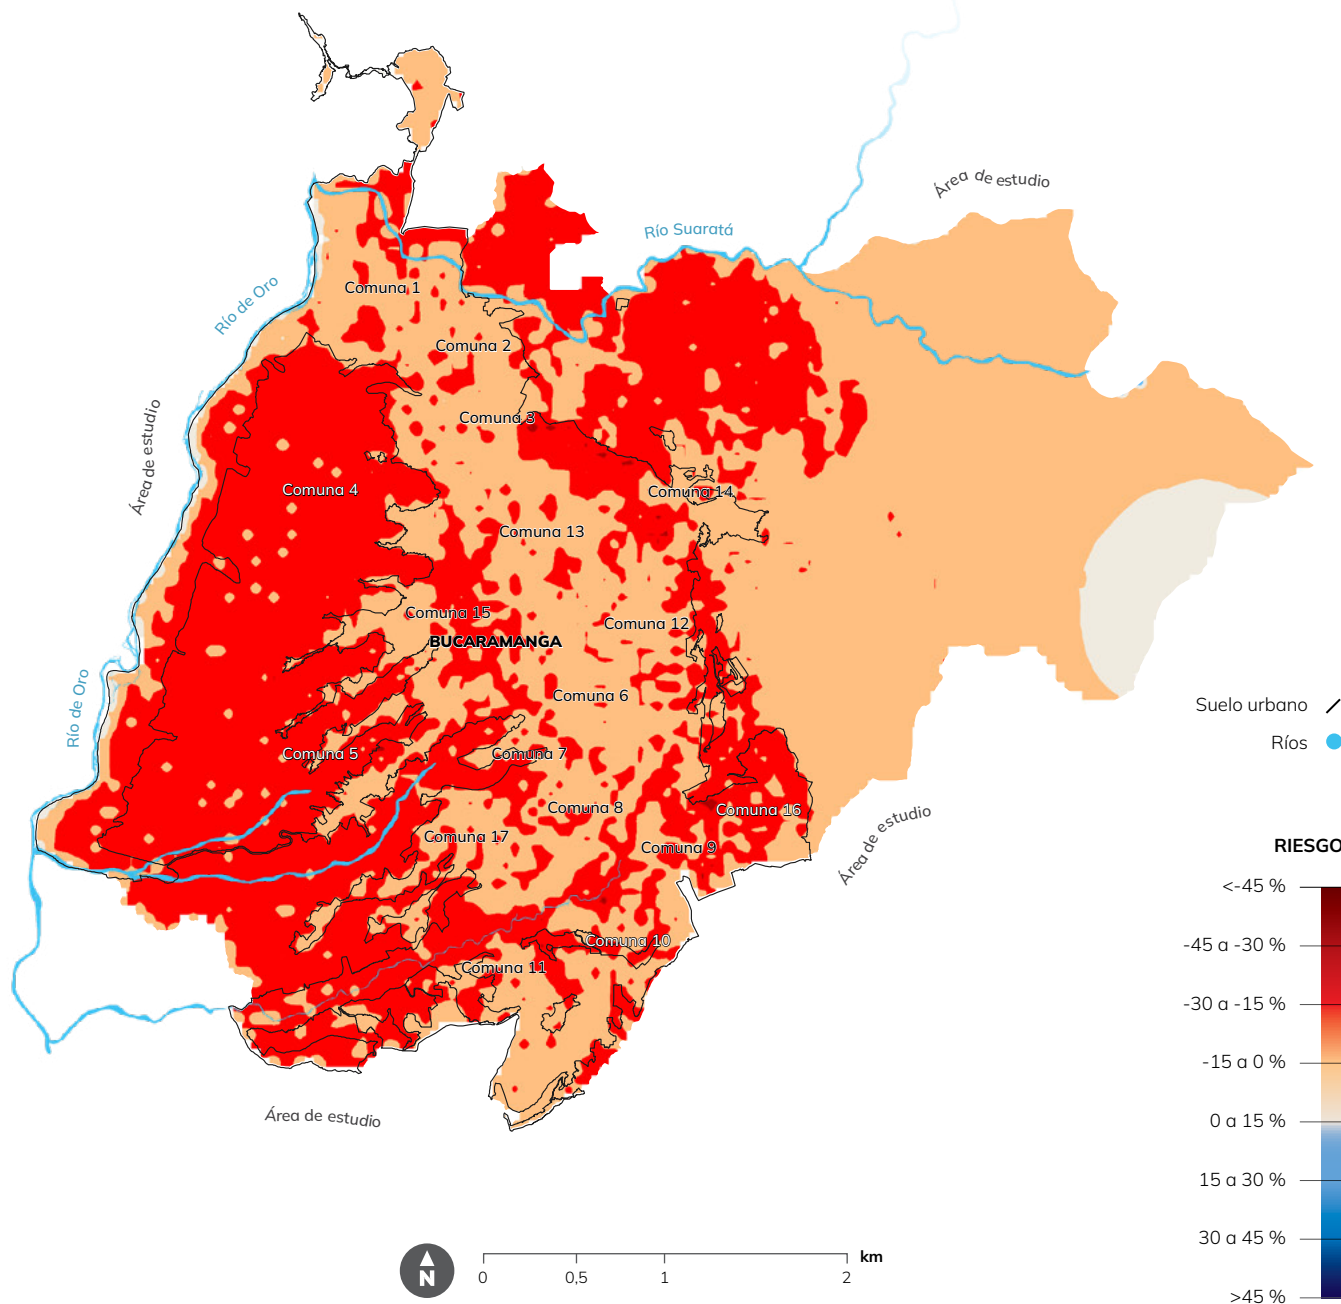 Área de estudio
Río Suaratá
Río de Oro
Comuna 1
Comuna 2
Comuna 3
Área de estudio
Comuna 4
Comuna 14
Comuna 13
Comuna 15
Comuna 12
BUCARAMANGA
Comuna 6
Río de Oro
Suelo urbano
Ríos
Comuna 5
Comuna 7
Comuna 8
Comuna 16
Comuna 17
Comuna 9
Área de estudio
RIESGO
<-45 %
-45 a -30 %
Comuna 10
Comuna 11
-30 a -15 %
-15 a 0 %
Área de estudio
0 a 15 %
15 a 30 %
30 a 45 %
>45 %
N
km
0 0,5 1 2